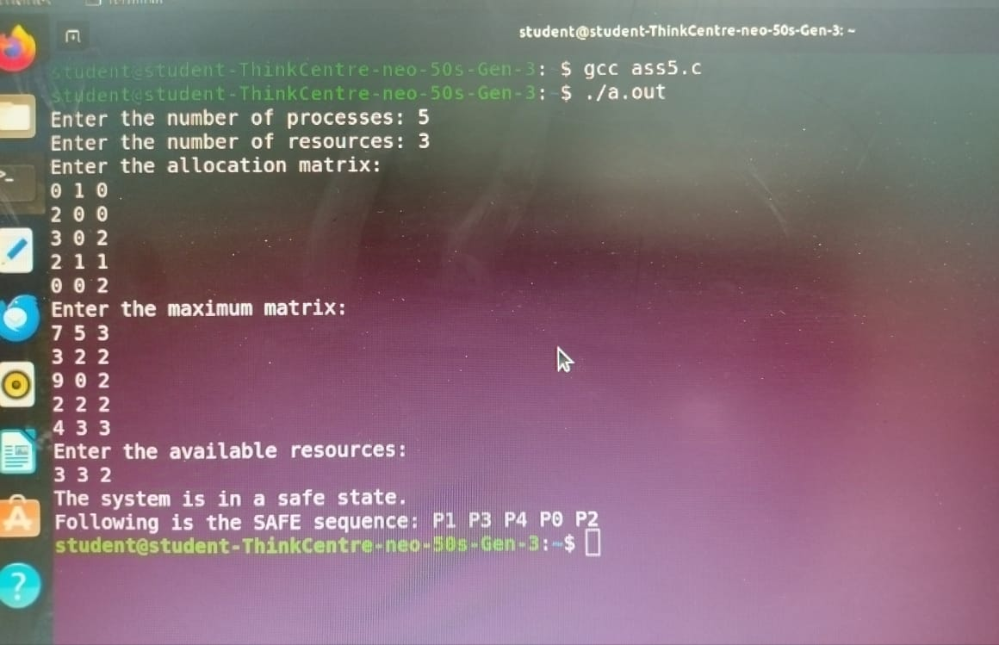 student@student-ThinkCentre-neo-50s-Gen-3: ~
student@student-ThinkCentre-neo-50s-Gen-3:~$ gcc ass5.c
student@student-ThinkCentre-neo-50s-Gen-3:~$ ./a.out
Enter the number of processes: 5
Enter the number of resources: 3
Enter the allocation matrix:
0 1 0
2 0 0
3 0 2
2 1 1
0 0 2
Enter the maximum matrix:
7 5 3
3 2 2
9 0 2
2 2 2
4 3 3
Enter the available resources:
3 3 2
The system is in a safe state.
Following is the SAFE sequence: P1 P3 P4 P0 P2
student@student-ThinkCentre-neo-50s-Gen-3:~$